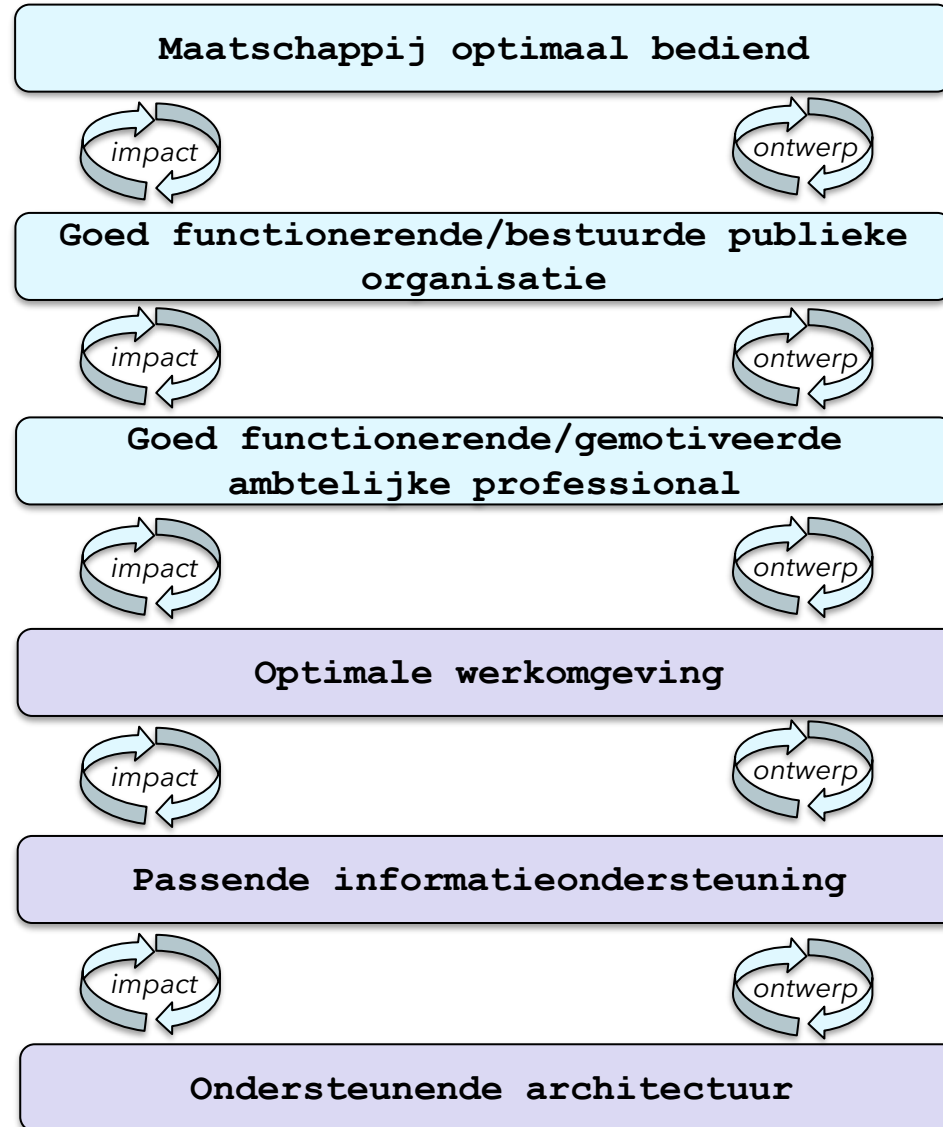 Maatschappij optimaal bediend
impact
ontwerp
Goed functionerende/bestuurde publieke
organisatie
impact
ontwerp
Goed functionerende/gemotiveerde
ambtelijke professional
impact
ontwerp
Optimale werkomgeving
impact
ontwerp
Passende informatieondersteuning
impact
ontwerp
Ondersteunende architectuur